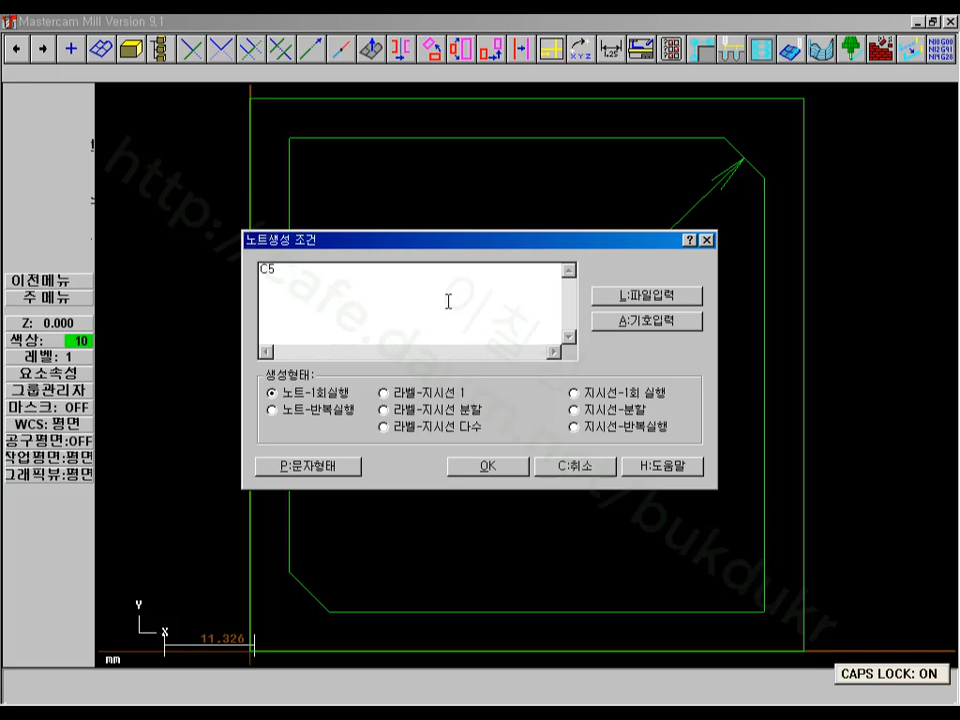 Mastercam Mill Version 9.1
XYZ
1.25
N10G00
N12G41
N14G20
이전메뉴
주 메뉴
Z: 0.000
색상: 10
레벨: 1
요소속성
그룹관리자
마스크: OFF
WCS: 평면
공구평면:OFF
작업평면:평면
그래픽뷰:평면
노트생성 조건
C5
L:파일입력
A:기호입력
생성형태:
노트-1회실행
라벨-지시선 1
지시선-1회 실행
노트-반복실행
라벨-지시선 분할
지시선-분할
라벨-지시선 다수
지시선-반복실행
P:문자형태
OK
C:취소
H:도움말
Y
X
11.326
mm
CAPS LOCK: ON